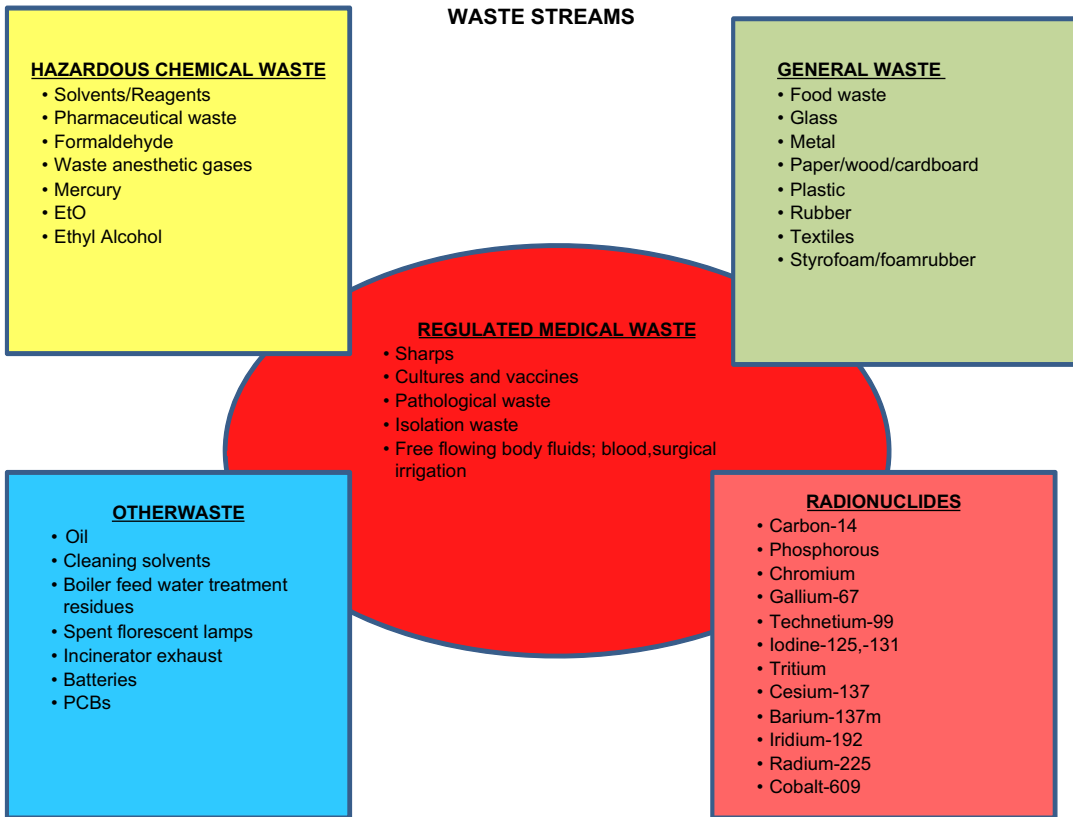 WASTE STREAMS
HAZARDOUS CHEMICAL WASTE
• Solvents/Reagents
• Pharmaceutical waste
• Formaldehyde
• Waste anesthetic gases
• Mercury
• EtO
• Ethyl Alcohol
GENERAL WASTE
• Food waste
• Glass
• Metal
• Paper/wood/cardboard
• Plastic
• Rubber
• Textiles
• Styrofoam/foamrubber
REGULATED MEDICAL WASTE
• Sharps
• Cultures and vaccines
• Pathological waste
• Isolation waste
• Free flowing body fluids; blood,surgical
irrigation
OTHERWASTE
• Oil
• Cleaning solvents
• Boiler feed water treatment
residues
• Spent florescent lamps
• Incinerator exhaust
• Batteries
• PCBs
RADIONUCLIDES
• Carbon-14
• Phosphorous
• Chromium
• Gallium-67
• Technetium-99
• Iodine-125,-131
• Tritium
• Cesium-137
• Barium-137m
• Iridium-192
• Radium-225
• Cobalt-609